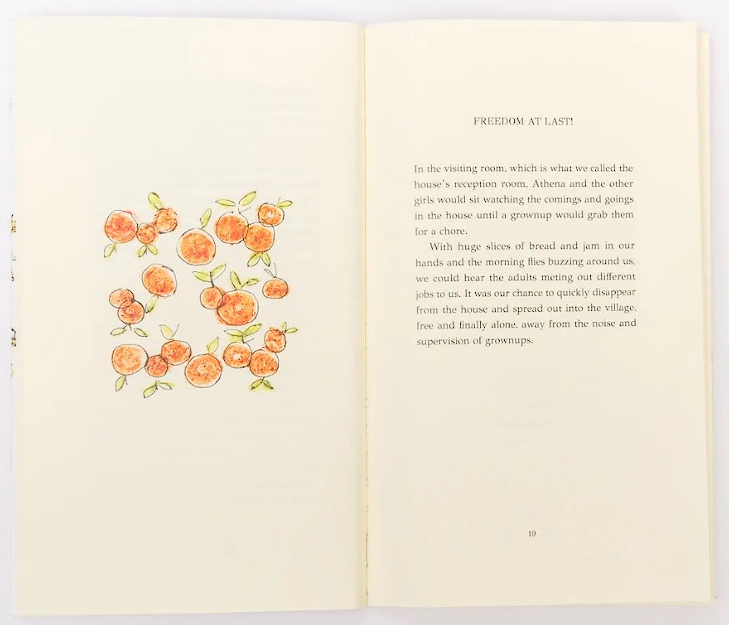 FREEDOM AT LAST!
In the visiting room, which is what we called the
house's reception room, Athena and the other
girls would sit watching the comings and goings
in the house until a grownup would grab them
for a chore.
With huge slices of bread and jam in our
hands and the morning flies buzzing around us,
we could hear the adults meting out different
jobs to us. It was our chance to quickly disappear
from the house and spread out into the village,
free and finally alone, away from the noise and
supervision of grownups.
19